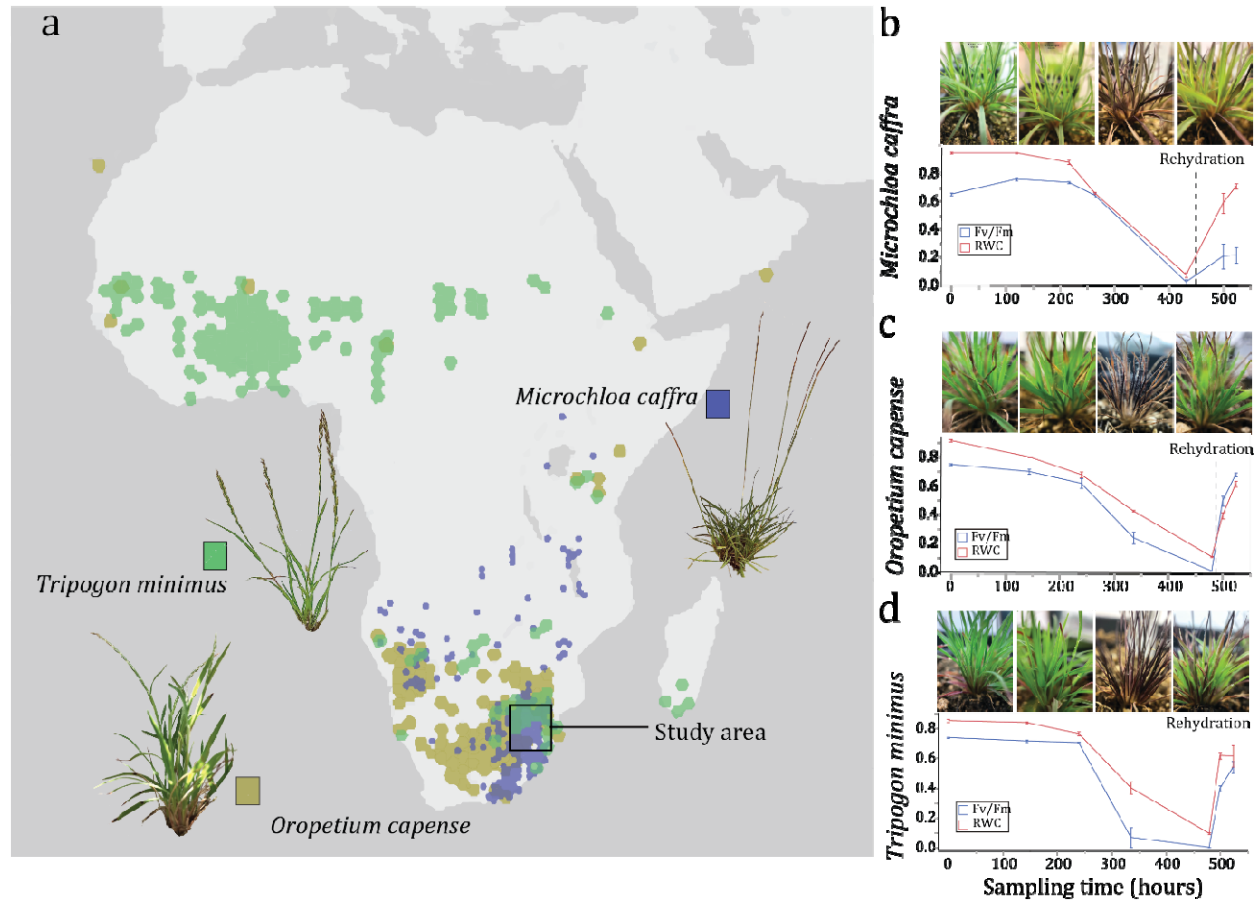 a
Microchloa caffra
Tripogon minimus
Study area
Oropetium capense
b
Microchloa caffra
Rehydration
0.8
0.6
0.4
0.2
0.0
Fv/Fm
RWC
0 100 200 300 400 500
c
Oropetium capense
Rehydration
0.8
0.6
0.4
0.2
0.0
Fv/Fm
RWC
0 100 200 300 400 500
d
Tripogon minimus
Rehydration
0.8
0.6
0.4
0.2
0.0
Fv/Fm
RWC
0 100 200 300 400 500
Sampling time (hours)